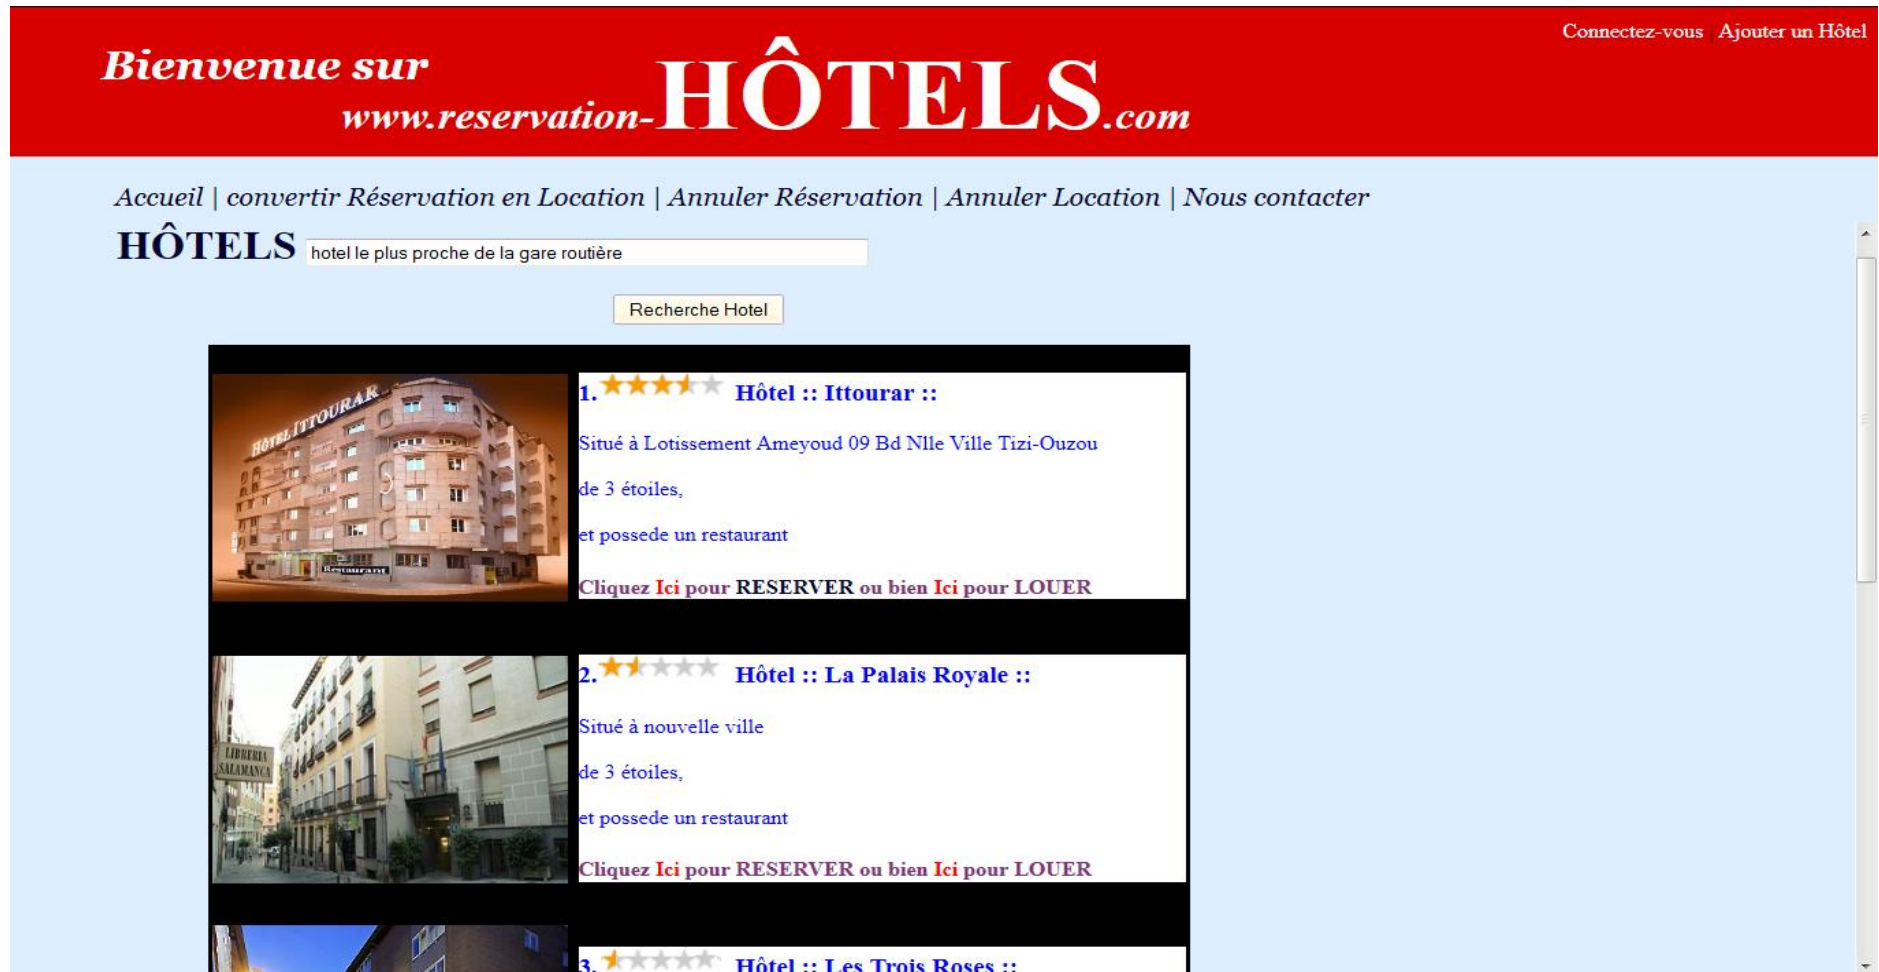 Connectez-vous | Ajouter un Hôtel
Bienvenue sur
www.reservation-HÔTELS.com
Accueil | convertir Réservation en Location | Annuler Réservation | Annuler Location | Nous contacter
HÔTELS hotel le plus proche de la gare routière
Recherche Hotel
HÔTEL ITTOURAR
Restaurant
1. Hôtel :: Ittourar ::
Situé à Lotissement Ameyoud 09 Bd Nlle Ville Tizi-Ouzou
de 3 étoiles,
et possede un restaurant
Cliquez Ici pour RESERVER ou bien Ici pour LOUER
LIBRERIA
SALAMANCA
2. Hôtel :: La Palais Royale ::
Situé à nouvelle ville
de 3 étoiles,
et possede un restaurant
Cliquez Ici pour RESERVER ou bien Ici pour LOUER
3. Hôtel :: Les Trois Roses ::